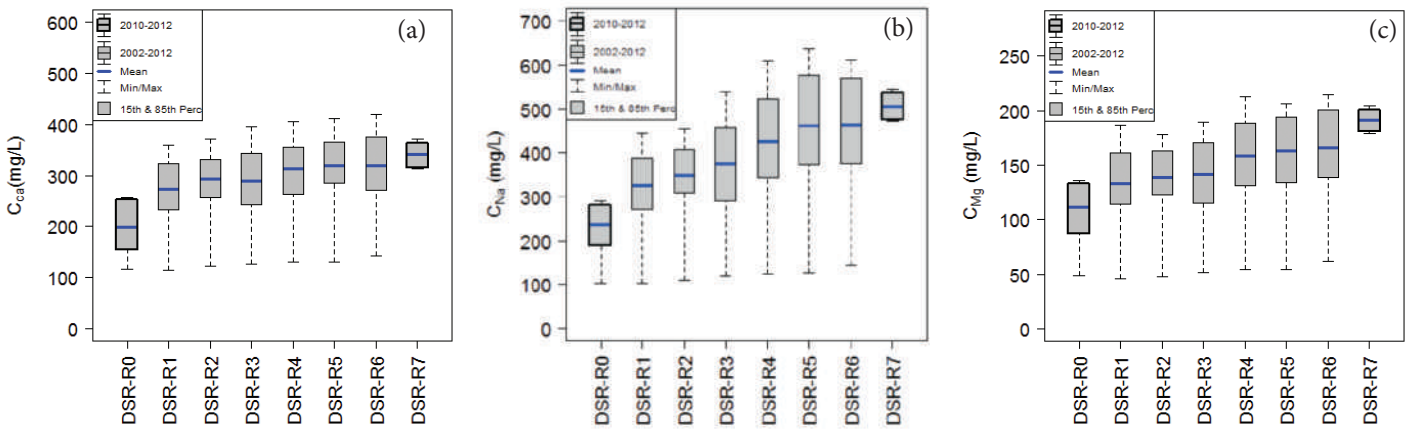 600
500
400
300
200
100
0
C_ca(mg/L)
2010-2012
2002-2012
Mean
Min/Max
15th & 85th Perc
(a)
DSR-R0
DSR-R1
DSR-R2
DSR-R3
DSR-R4
DSR-R5
DSR-R6
DSR-R7
700
600
500
400
300
200
100
0
C_Na (mg/L)
2010-2012
2002-2012
Mean
Min/Max
15th & 85th Perc
(b)
DSR-R0
DSR-R1
DSR-R2
DSR-R3
DSR-R4
DSR-R5
DSR-R6
DSR-R7
250
200
150
100
50
0
C_Mg (mg/L)
2010-2012
2002-2012
Mean
Min/Max
15th & 85th Perc
(c)
DSR-R0
DSR-R1
DSR-R2
DSR-R3
DSR-R4
DSR-R5
DSR-R6
DSR-R7